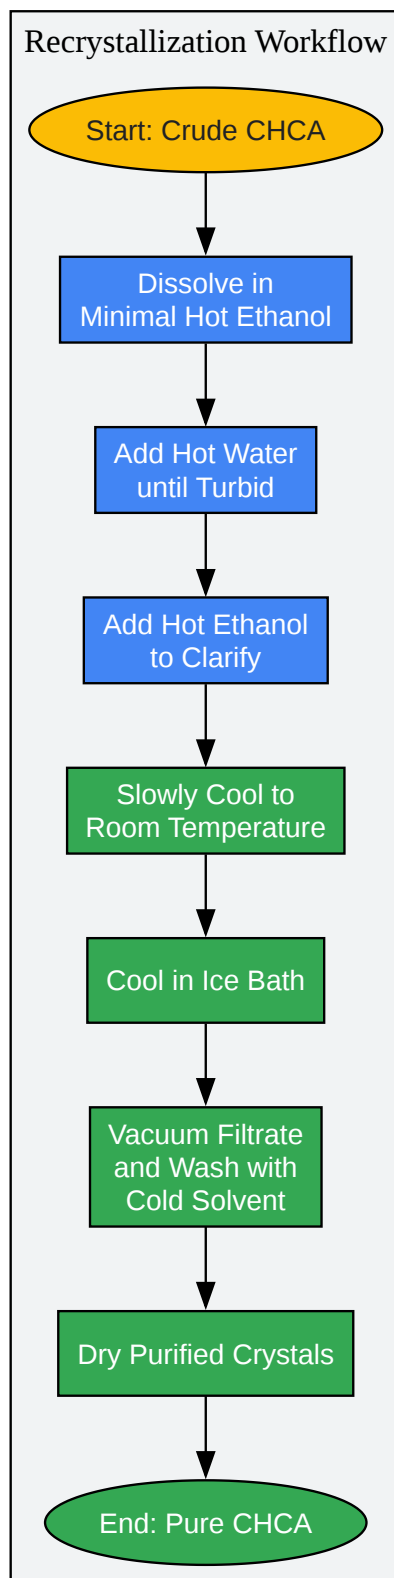 Recrystallization Workflow
Start: Crude CHCA
Dissolve in
Minimal Hot Ethanol
Add Hot Water
until Turbid
Add Hot Ethanol
to Clarify
Slowly Cool to
Room Temperature
Cool in Ice Bath
Vacuum Filtrate
and Wash with
Cold Solvent
Dry Purified Crystals
End: Pure CHCA